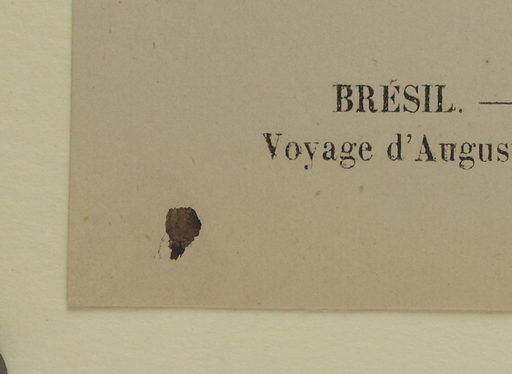 BRÉSIL. —
Voyage d'Augus